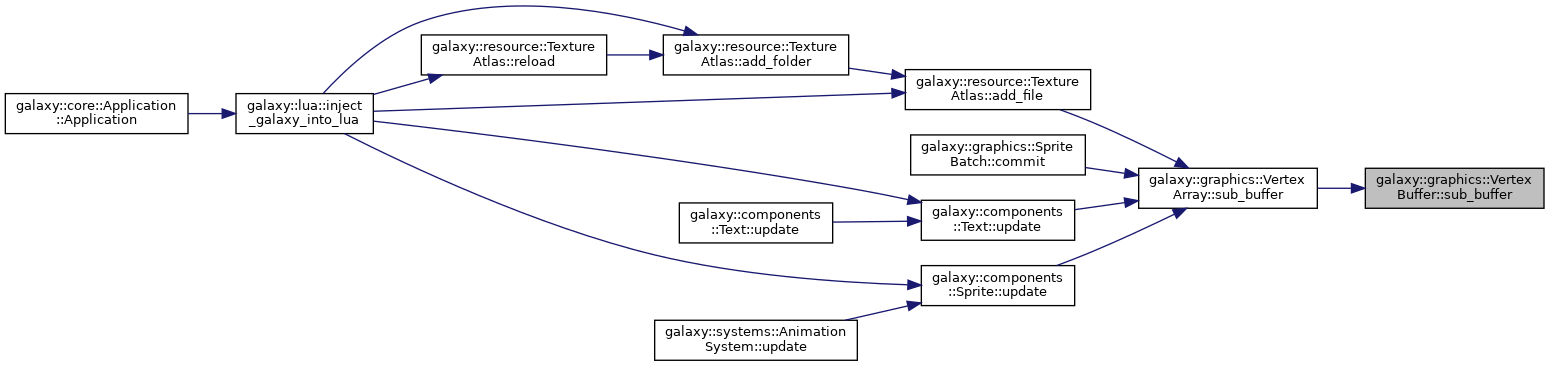 galaxy::core::Application
::Application
galaxy::lua::inject
_galaxy_into_lua
galaxy::resource::Texture
Atlas::reload
galaxy::resource::Texture
Atlas::add_folder
galaxy::resource::Texture
Atlas::add_file
galaxy::graphics::Sprite
Batch::commit
galaxy::components
::Text::update
galaxy::components
::Text::update
galaxy::components
::Sprite::update
galaxy::systems::Animation
System::update
galaxy::graphics::Vertex
Array::sub_buffer
galaxy::graphics::Vertex
Buffer::sub_buffer